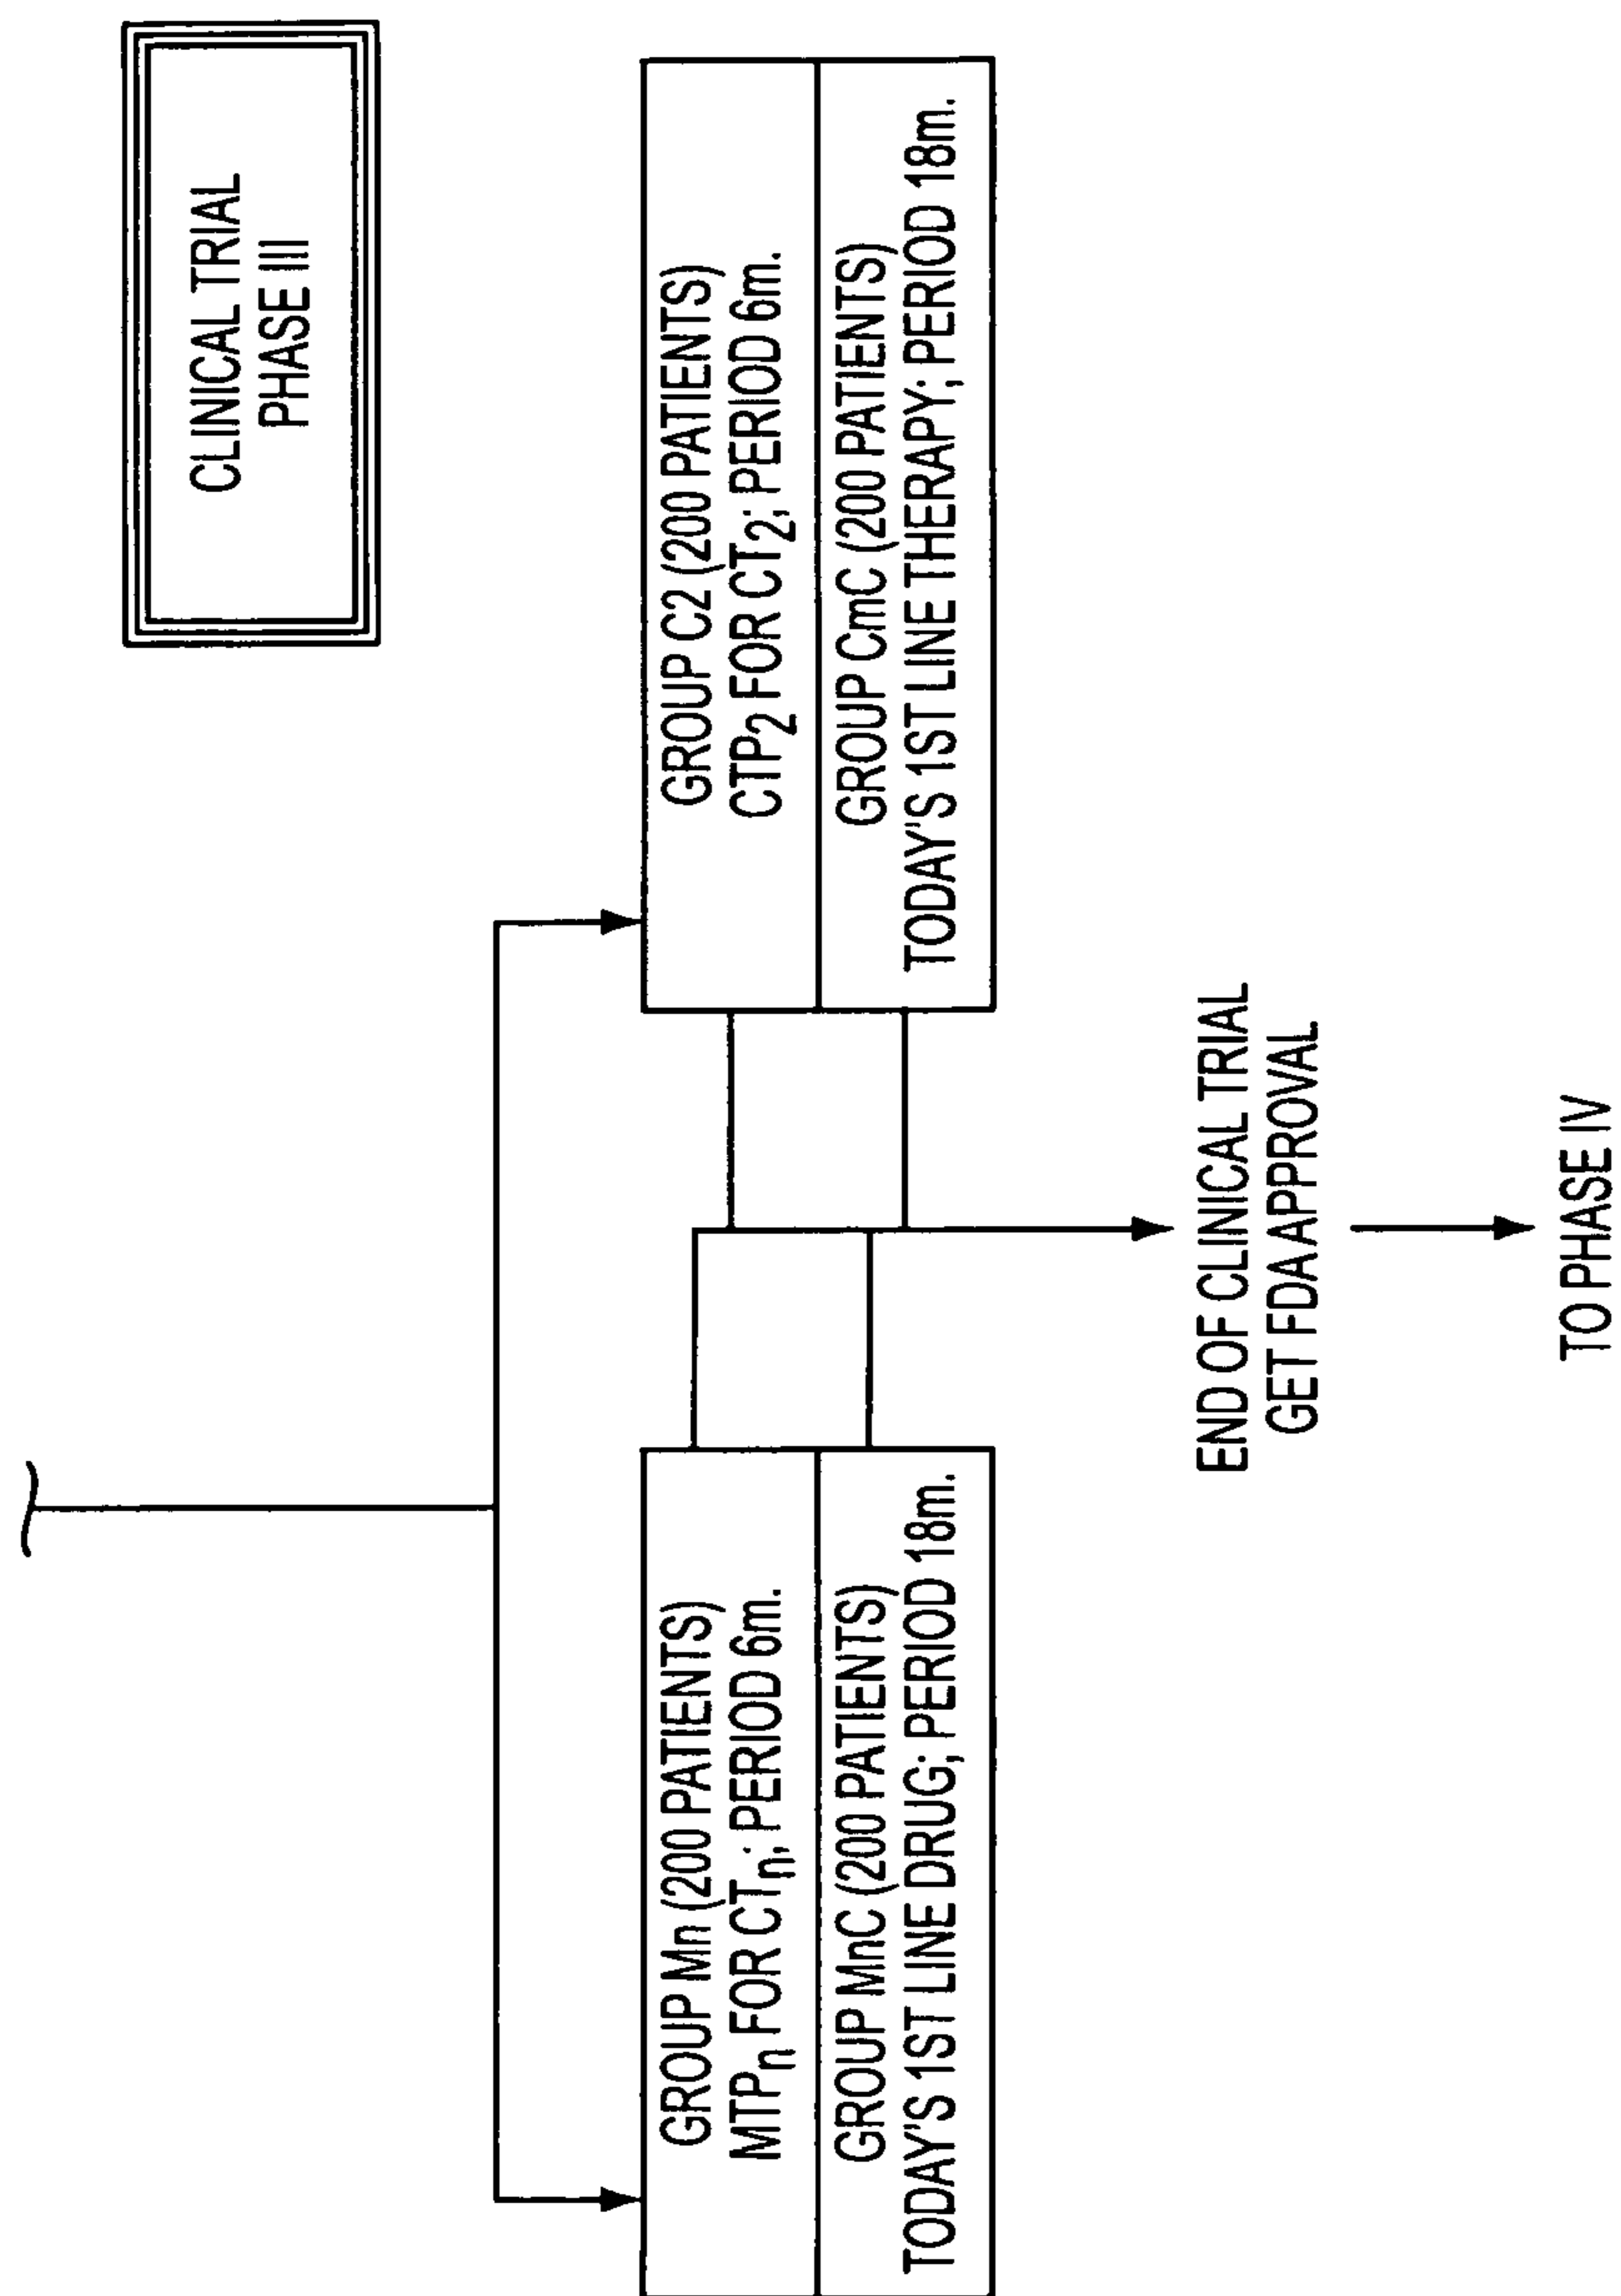 CLINICAL TRIAL
PHASE III
GROUP Mn (200 PATIENTS)
MTPn FOR CTn; PERIOD 6m.
GROUP MnC (200 PATIENTS)
TODAY'S 1ST LINE DRUG; PERIOD 18m.
GROUP C2 (200 PATIENTS)
CTP2 FOR CT2; PERIOD 6m.
GROUP CmC (200 PATIENTS)
TODAY'S 1ST LINE THERAPY; PERIOD 18m.
END OF CLINICAL TRIAL
GET FDA APPROVAL
TO PHASE IV